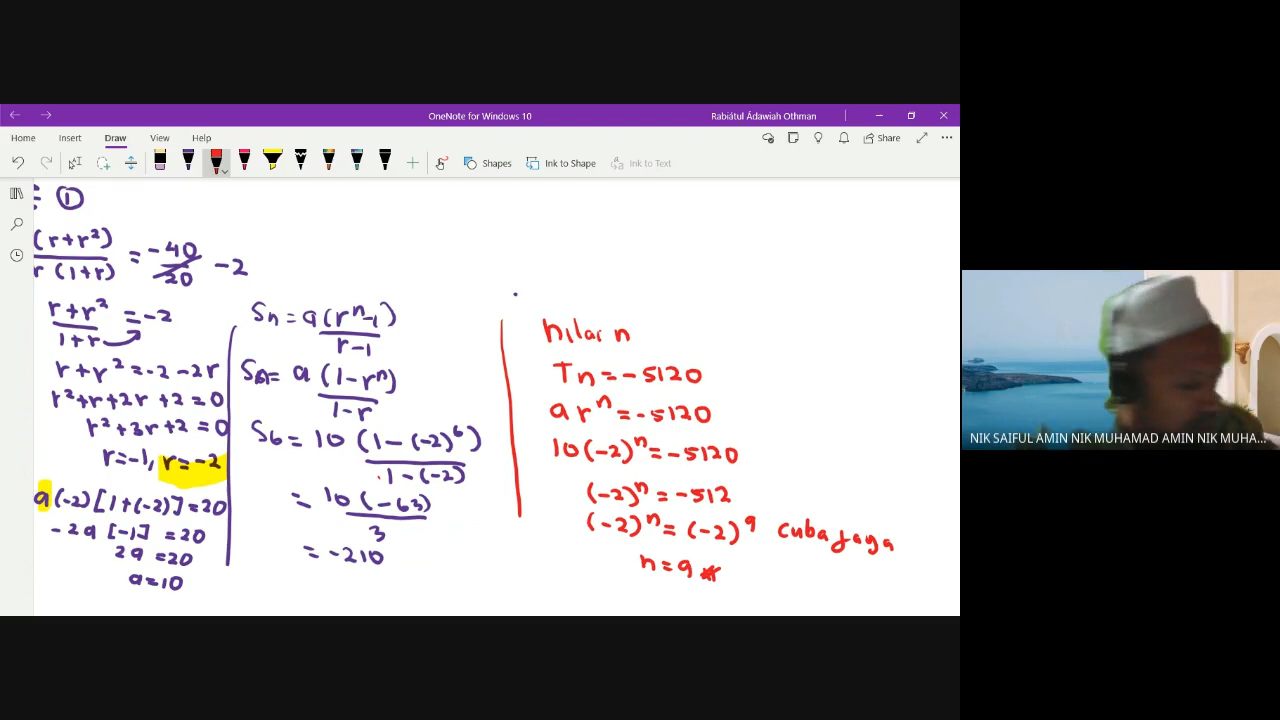 OneNote for Windows 10
Rabiátul Ádawiah Othman
Home Insert Draw View Help
Share
Shapes Ink to Shape Ink to Text
÷ ①
(r+r²) / r(1+r) = -40/20 -2
r+r² / 1+r = -2
r+r² = -2-2r
r²+r+2r+2=0
r²+3r+2=0
r=-1, r=-2
a(-2)[1+(-2)]=20
-2a[-1]=20
2a=20
a=10
Sn = a(rⁿ-1) / r-1
Sn = a(1-rⁿ) / 1-r
S6 = 10(1-(-2)⁶) / 1-(-2)
= 10(-63) / 3
= -210
nilai n
Tn = -5120
arⁿ = -5120
10(-2)ⁿ = -5120
(-2)ⁿ = -512
(-2)ⁿ = (-2)⁹ cuba jaya
n=9
NIK SAIFUL AMIN NIK MUHAMAD AMIN NIK MUHA...